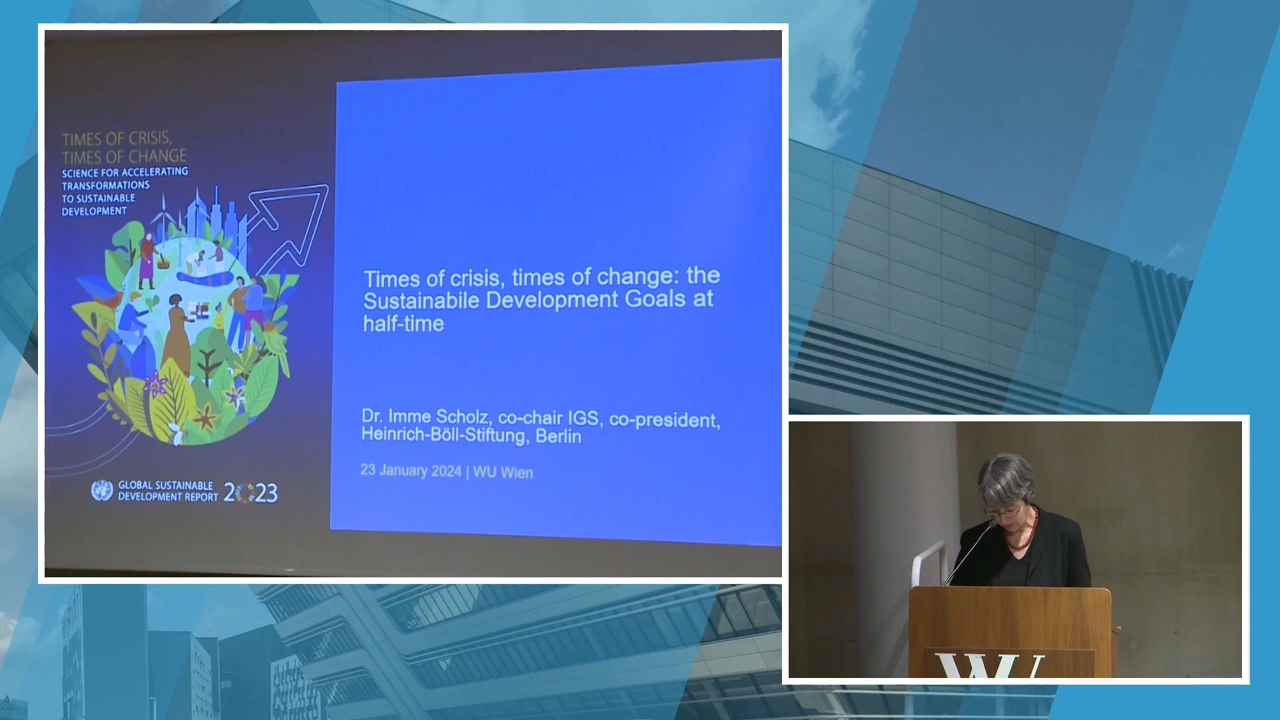 TIMES OF CRISIS,
TIMES OF CHANGE
SCIENCE FOR ACCELERATING
TRANSFORMATIONS
TO SUSTAINABLE
DEVELOPMENT
GLOBAL SUSTAINABLE
DEVELOPMENT REPORT 2023
Times of crisis, times of change: the
Sustainabile Development Goals at
half-time
Dr. Imme Scholz, co-chair IGS, co-president,
Heinrich-Böll-Stiftung, Berlin
23 January 2024 | WU Wien
WU